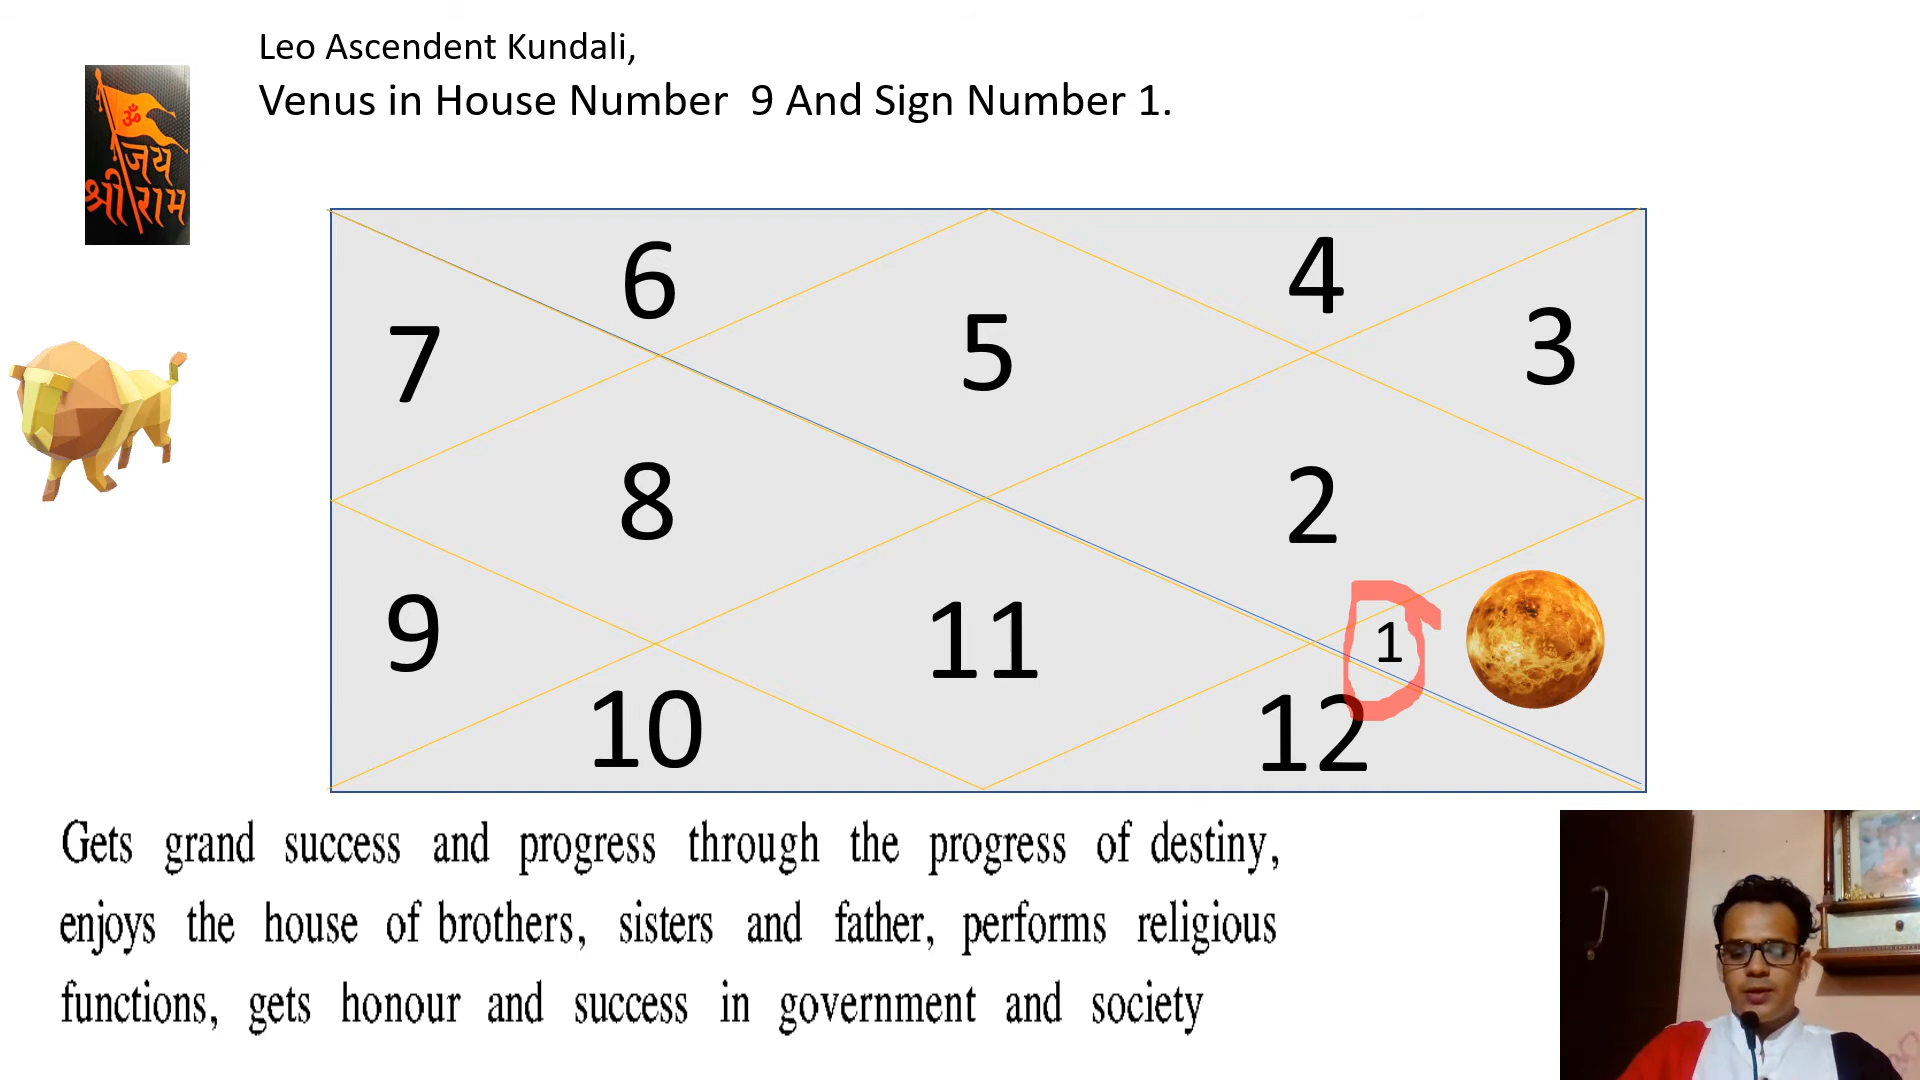 Leo Ascendent Kundali,
Venus in House Number 9 And Sign Number 1.
ॐ
जय
श्री राम
6
4
7
5
3
8
2
9
11
1
10
12
Gets grand success and progress through the progress of destiny,
enjoys the house of brothers, sisters and father, performs religious
functions, gets honour and success in government and society